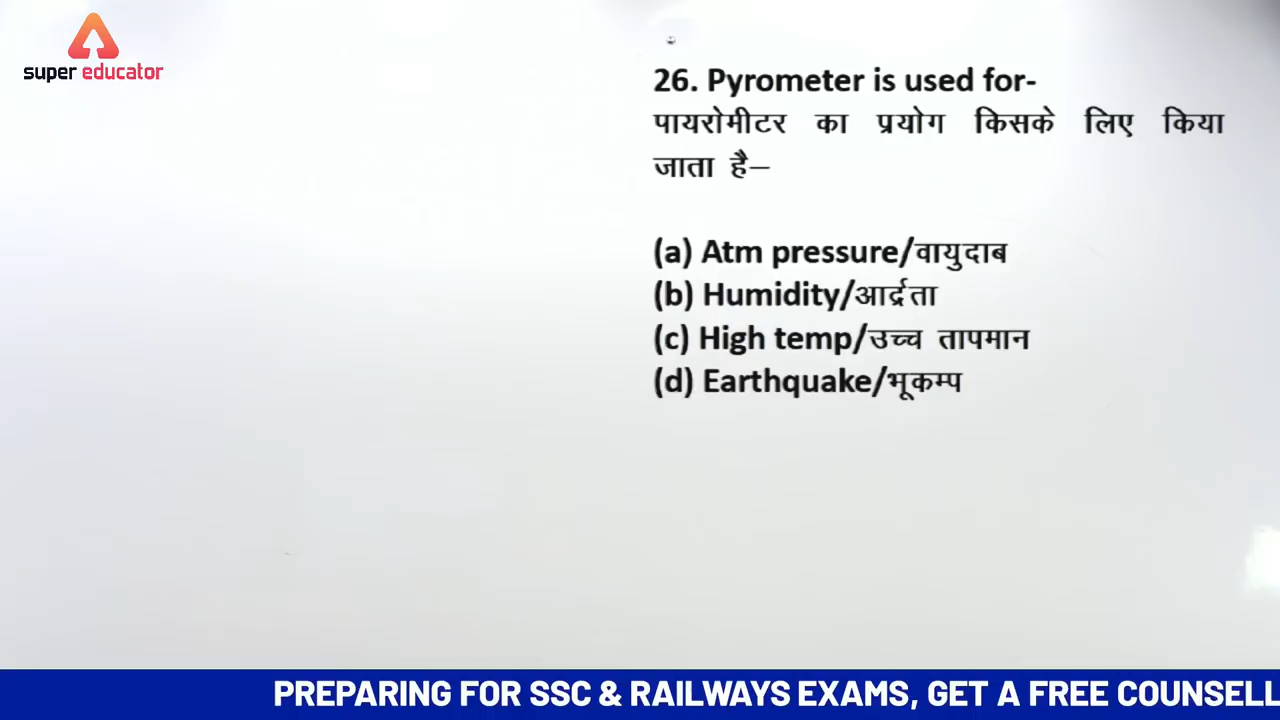 super educator
26. Pyrometer is used for-
पायरोमीटर का प्रयोग किसके लिए किया
जाता है–
(a) Atm pressure/वायुदाब
(b) Humidity/आर्द्रता
(c) High temp/उच्च तापमान
(d) Earthquake/भूकम्प
PREPARING FOR SSC & RAILWAYS EXAMS, GET A FREE COUNSELL